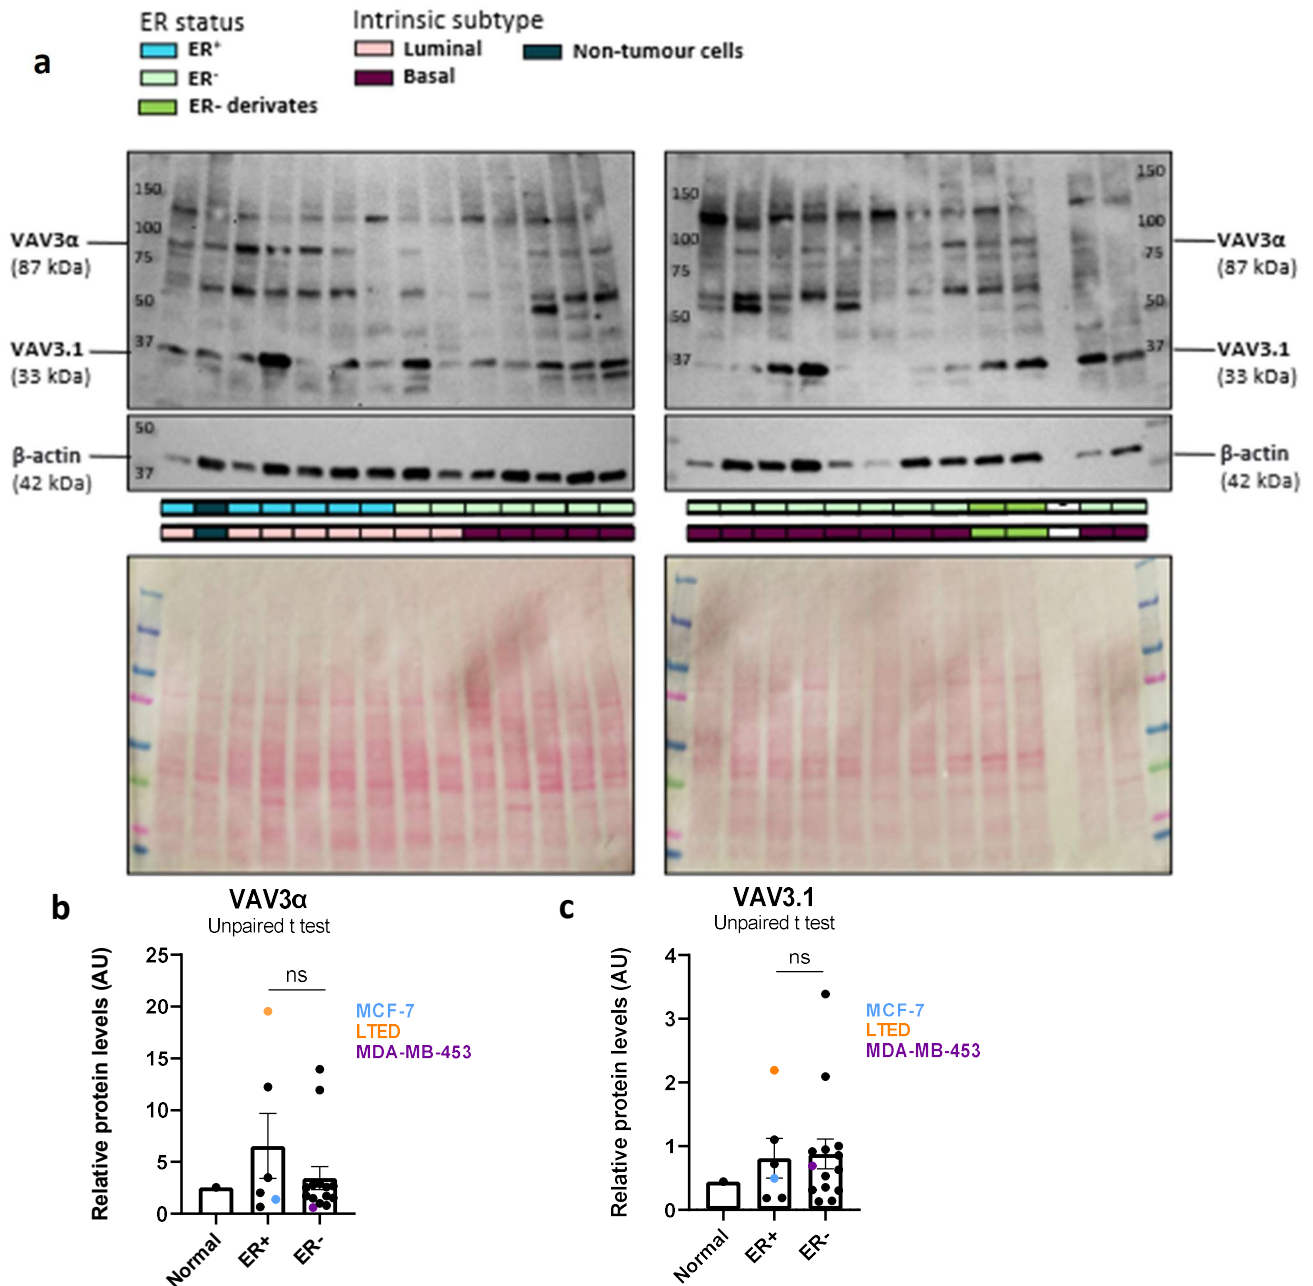 a
ER status
ER⁺
ER⁻
ER- derivates
Intrinsic subtype
Luminal
Basal
Non-tumour cells
VAV3α
(87 kDa)
VAV3.1
(33 kDa)
150
100
75
50
37
150
100
75
50
37
150
100
75
50
37
VAV3α
(87 kDa)
VAV3.1
(33 kDa)
β-actin
(42 kDa)
50
37
β-actin
(42 kDa)
b
VAV3α
Unpaired t test
Relative protein levels (AU)
25
20
15
10
5
0
ns
MCF-7
LTED
MDA-MB-453
Normal
ER+
ER-
c
VAV3.1
Unpaired t test
Relative protein levels (AU)
4
3
2
1
0
ns
MCF-7
LTED
MDA-MB-453
Normal
ER+
ER-